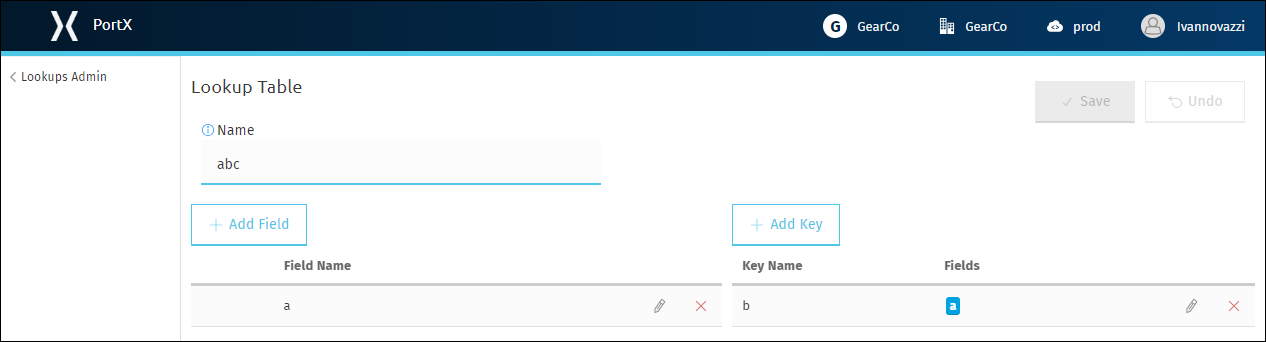 PortX
G GearCo
GearCo
prod
Ivannovazzi
Lookups Admin
Lookup Table
Save
Undo
Name
abc
Add Field
Add Key
Field Name
Key Name
Fields
a
b
a